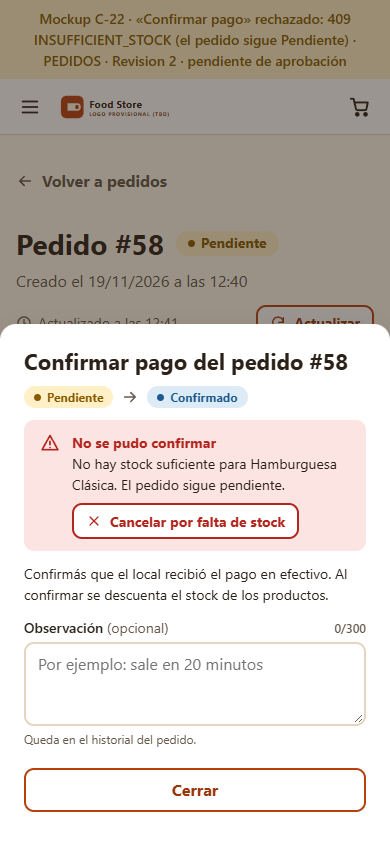 Mockup C-22 · «Confirmar pago» rechazado: 409
INSUFFICIENT_STOCK (el pedido sigue Pendiente) ·
PEDIDOS · Revision 2 · pendiente de aprobación
Food Store
LOGO PROVISIONAL (TBD)
Volver a pedidos
Pedido #58
Pendiente
Creado el 19/11/2026 a las 12:40
Actualizado a las 12:41
Actualizar
Confirmar pago del pedido #58
Pendiente → Confirmado
No se pudo confirmar
No hay stock suficiente para Hamburguesa
Clásica. El pedido sigue pendiente.
Cancelar por falta de stock
Confirmás que el local recibió el pago en efectivo. Al
confirmar se descuenta el stock de los productos.
Observación (opcional)
0/300
Por ejemplo: sale en 20 minutos
Queda en el historial del pedido.
Cerrar